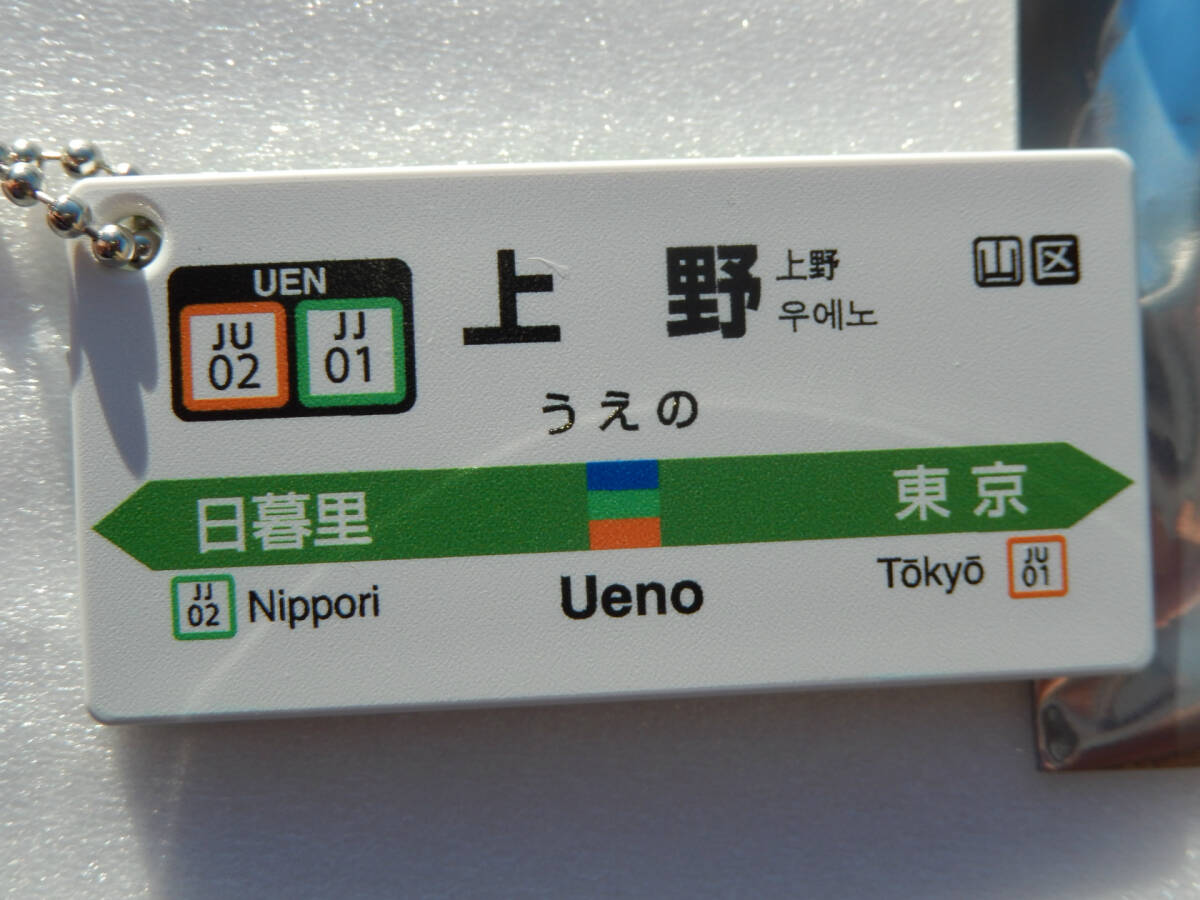 UEN
JU 02
JJ 01
上野
上野
우에노
山 区
うえの
日暮里
東京
JJ 02
Nippori
Ueno
Tōkyō
JU 01